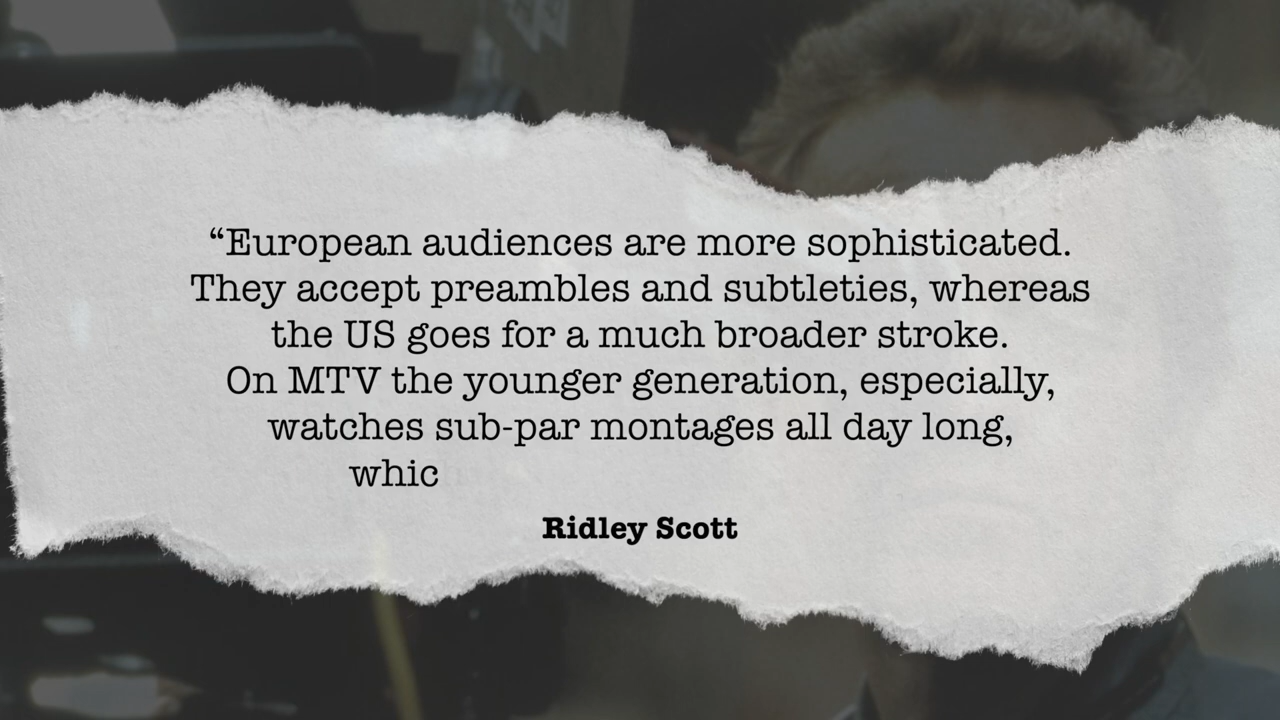 “European audiences are more sophisticated.
They accept preambles and subtleties, whereas
the US goes for a much broader stroke.
On MTV the younger generation, especially,
watches sub-par montages all day long,
whic
Ridley Scott